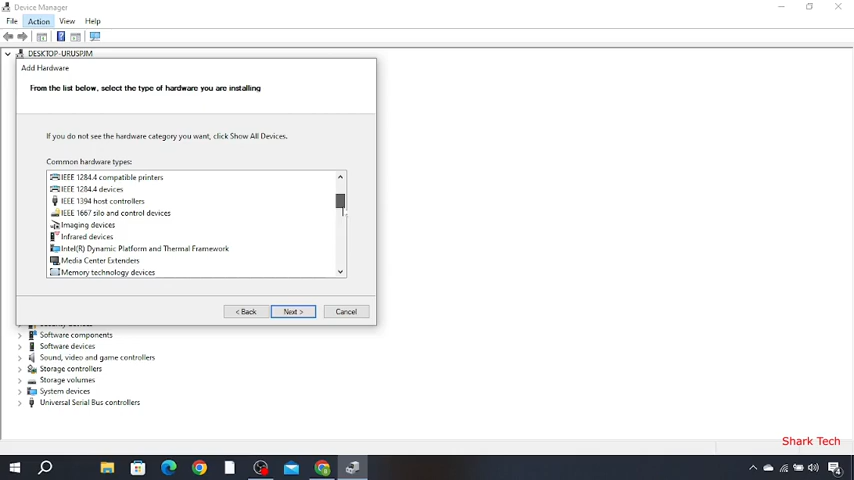 Device Manager
File Action View Help
DESKTOP-URUSPJM
Add Hardware
From the list below, select the type of hardware you are installing
If you do not see the hardware category you want, click Show All Devices.
Common hardware types:
IEEE 1284.4 compatible printers
IEEE 1284.4 devices
IEEE 1394 host controllers
IEEE 1667 silo and control devices
Imaging devices
Infrared devices
Intel(R) Dynamic Platform and Thermal Framework
Media Center Extenders
Memory technology devices
< Back Next > Cancel
Security devices
Software components
Software devices
Sound, video and game controllers
Storage controllers
Storage volumes
System devices
Universal Serial Bus controllers
Shark Tech
4